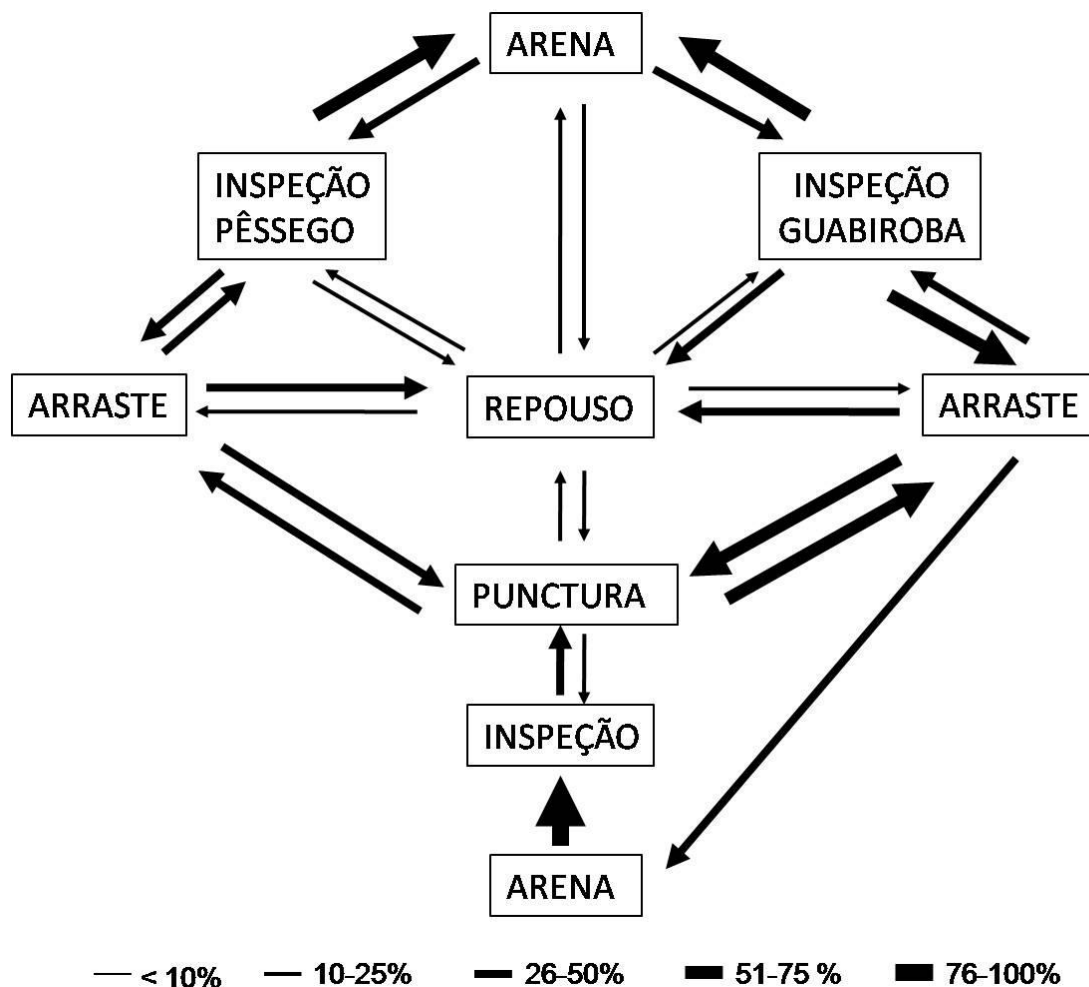 ARENA
INSPEÇÃO
PÊSSEGO
INSPEÇÃO
GUABIROBA
ARRASTE
REPOUSO
ARRASTE
PUNCTURA
INSPEÇÃO
ARENA
< 10% 10-25% 26-50% 51-75 % 76-100%